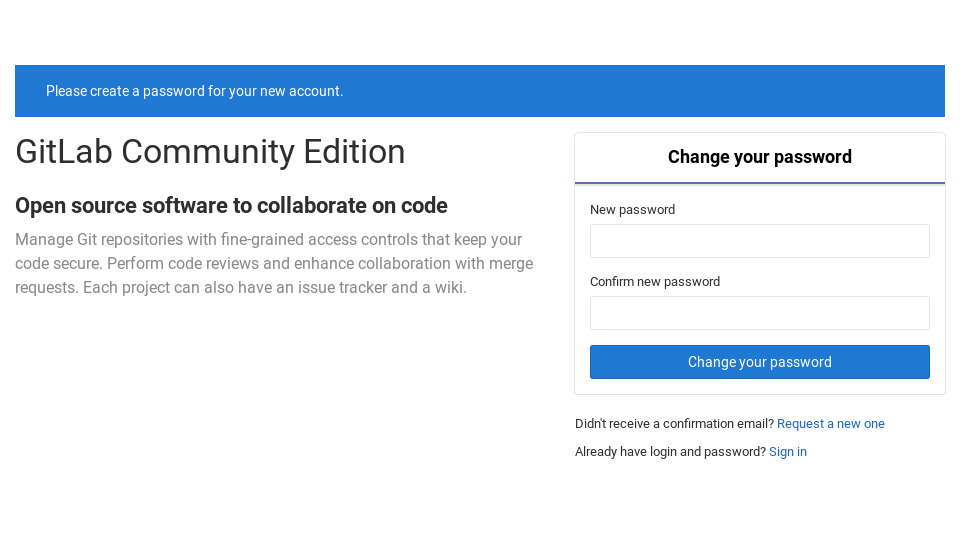 Please create a password for your new account.
GitLab Community Edition
Open source software to collaborate on code
Manage Git repositories with fine-grained access controls that keep your
code secure. Perform code reviews and enhance collaboration with merge
requests. Each project can also have an issue tracker and a wiki.
Change your password
New password
Confirm new password
Change your password
Didn't receive a confirmation email? Request a new one
Already have login and password? Sign in